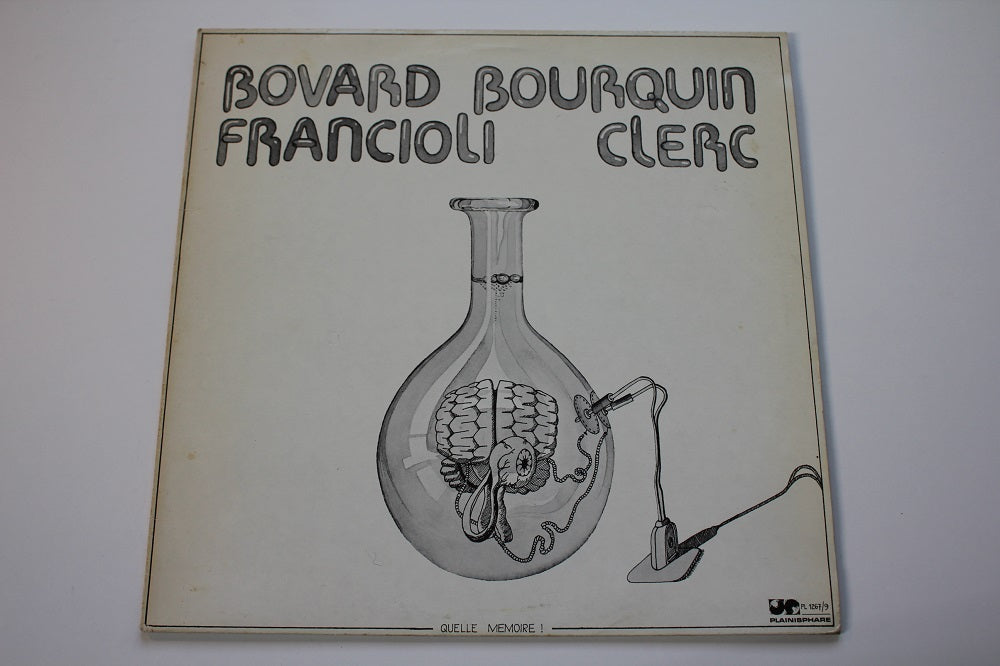 BOVARD BOURQUIN
FRANCIOLI CLERC
QUELLE MEMOIRE !
PL 1267/9
PLAINISPHARE